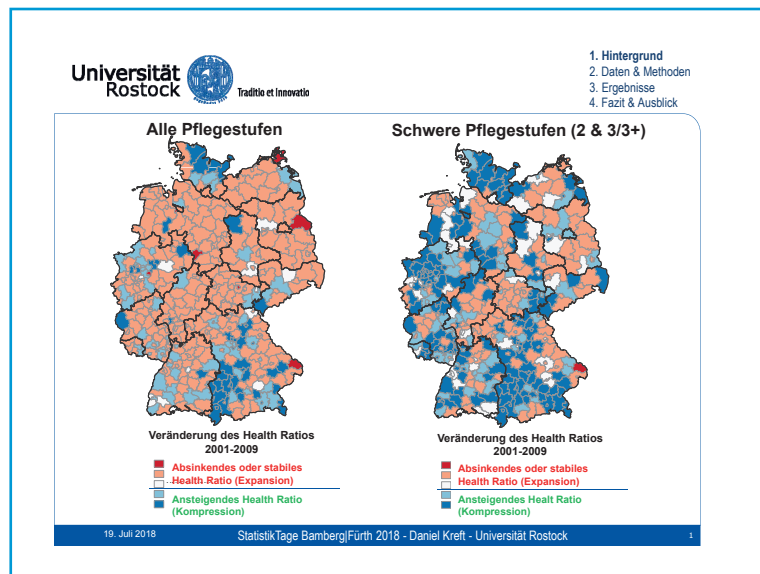 Universität
Rostock
Traditio et Innovatio
1. Hintergrund
2. Daten & Methoden
3. Ergebnisse
4. Fazit & Ausblick
Alle Pflegestufen
Schwere Pflegestufen (2 & 3/3+)
Veränderung des Health Ratios
2001-2009
Absinkendes oder stabiles
Health Ratio (Expansion)
Ansteigendes Health Ratio
(Kompression)
Veränderung des Health Ratios
2001-2009
Absinkendes oder stabiles
Health Ratio (Expansion)
Ansteigendes Healt Ratio
(Kompression)
19. Juli 2018
StatistikTage Bamberg|Fürth 2018 - Daniel Kreft - Universität Rostock
1